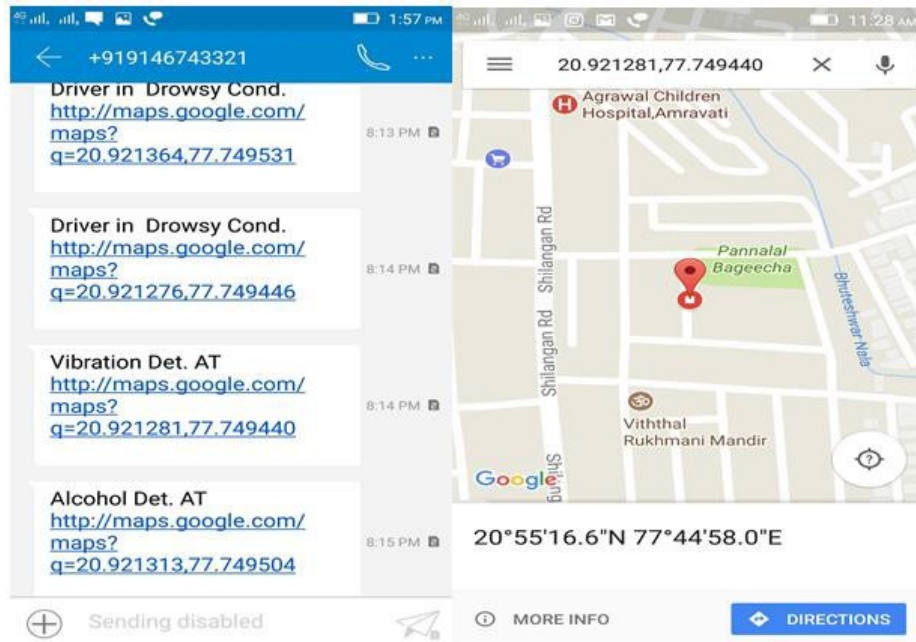 1:57 PM
+919146743321
Driver in Drowsy Cond.
http://maps.google.com/
maps?
q=20.921364,77.749531
8:13 PM
Driver in Drowsy Cond.
http://maps.google.com/
maps?
q=20.921276,77.749446
8:14 PM
Vibration Det. AT
http://maps.google.com/
maps?
q=20.921281,77.749440
8:14 PM
Alcohol Det. AT
http://maps.google.com/
maps?
q=20.921313,77.749504
8:15 PM
Sending disabled
11:28 AM
20.921281,77.749440
H Agrawal Children
Hospital,Amravati
Shilangan Rd
Shilangan Rd
Pannalal
Bageecha
Bhuteshwar Nala
ॐ
Viththal
Rukhmani Mandir
Google
20°55'16.6"N 77°44'58.0"E
MORE INFO
DIRECTIONS